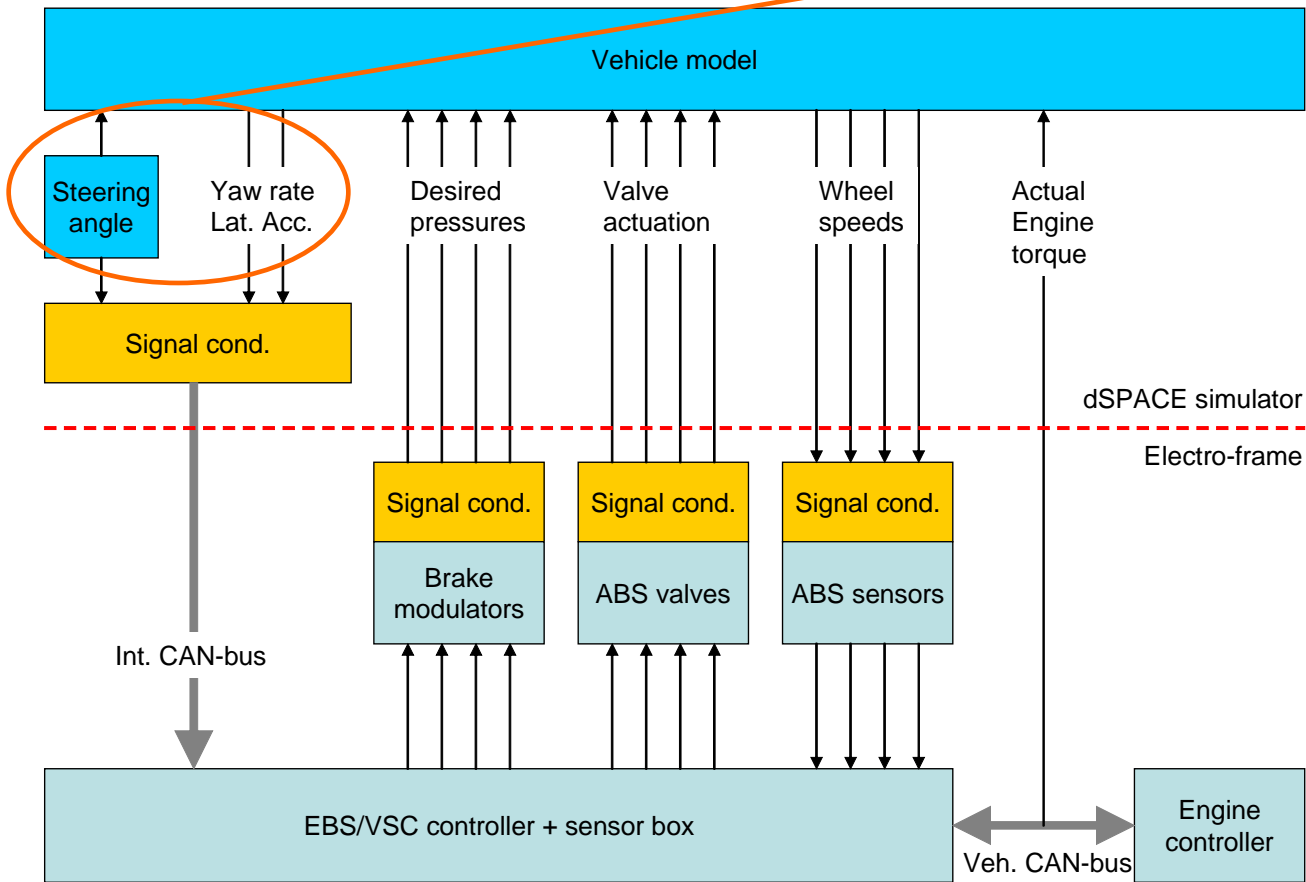 Vehicle model
Steering
angle
Yaw rate
Lat. Acc.
Desired
pressures
Valve
actuation
Wheel
speeds
Actual
Engine
torque
Signal cond.
dSPACE simulator
Electro-frame
Signal cond.
Signal cond.
Signal cond.
Brake
modulators
ABS valves
ABS sensors
Int. CAN-bus
EBS/VSC controller + sensor box
Veh. CAN-bus
Engine
controller